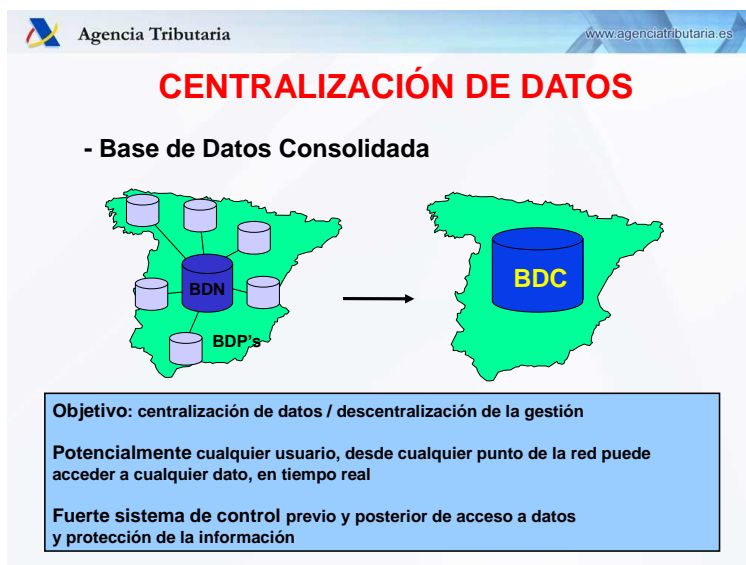 Agencia Tributaria
www.agenciatributaria.es
CENTRALIZACIÓN DE DATOS
- Base de Datos Consolidada
BDN
BDP's
BDC
Objetivo: centralización de datos / descentralización de la gestión
Potencialmente cualquier usuario, desde cualquier punto de la red puede
acceder a cualquier dato, en tiempo real
Fuerte sistema de control previo y posterior de acceso a datos
y protección de la información